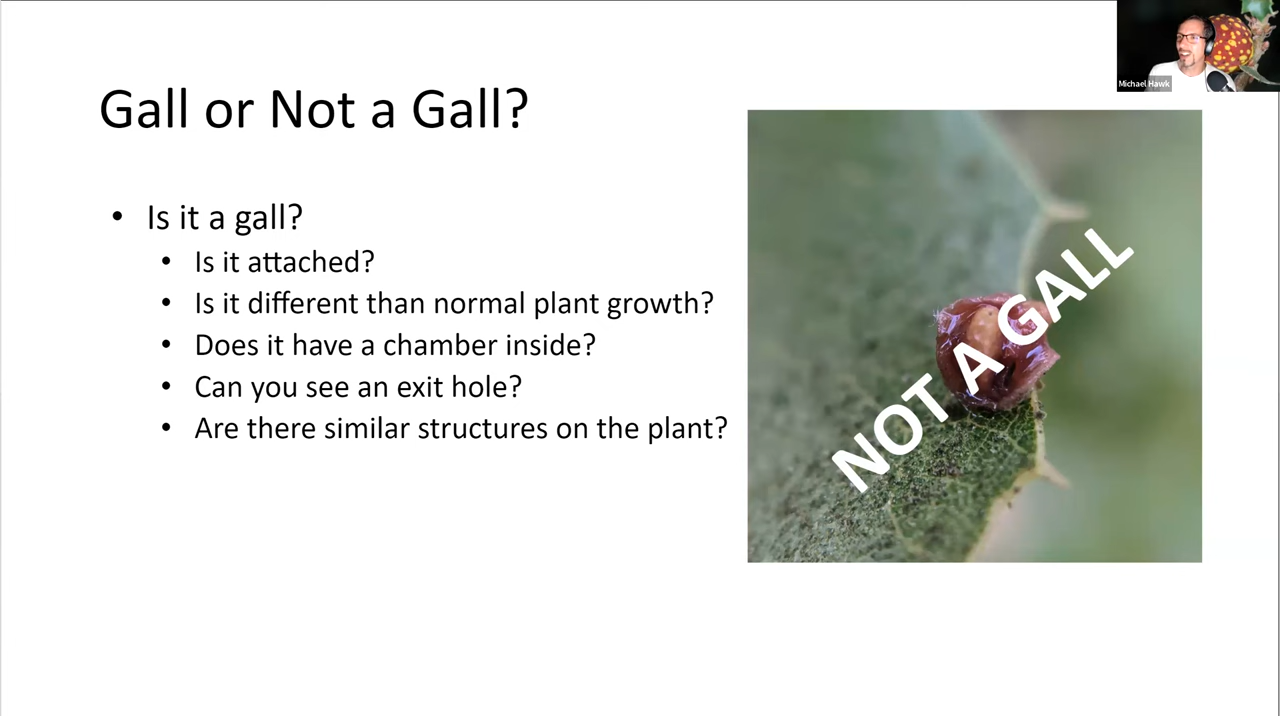 Michael Hawk
Gall or Not a Gall?
• Is it a gall?
• Is it attached?
• Is it different than normal plant growth?
• Does it have a chamber inside?
• Can you see an exit hole?
• Are there similar structures on the plant?
NOT A GALL